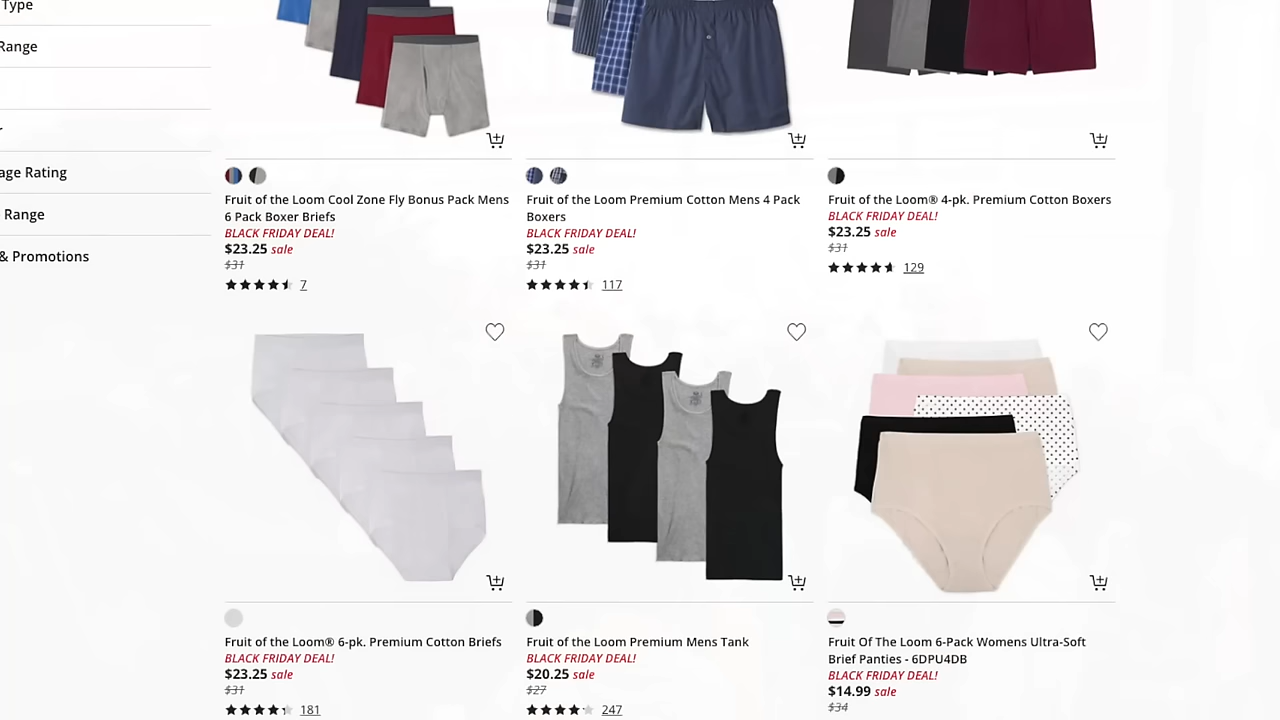 Type
Range
r
age Rating
Range
& Promotions
Fruit of the Loom Cool Zone Fly Bonus Pack Mens
6 Pack Boxer Briefs
BLACK FRIDAY DEAL!
$23.25 sale
$31
7
Fruit of the Loom Premium Cotton Mens 4 Pack
Boxers
BLACK FRIDAY DEAL!
$23.25 sale
$31
117
Fruit of the Loom® 4-pk. Premium Cotton Boxers
BLACK FRIDAY DEAL!
$23.25 sale
$31
129
Fruit of the Loom® 6-pk. Premium Cotton Briefs
BLACK FRIDAY DEAL!
$23.25 sale
$31
181
Fruit of the Loom Premium Mens Tank
BLACK FRIDAY DEAL!
$20.25 sale
$27
247
Fruit Of The Loom 6-Pack Womens Ultra-Soft
Brief Panties - 6DPU4DB
BLACK FRIDAY DEAL!
$14.99 sale
$34